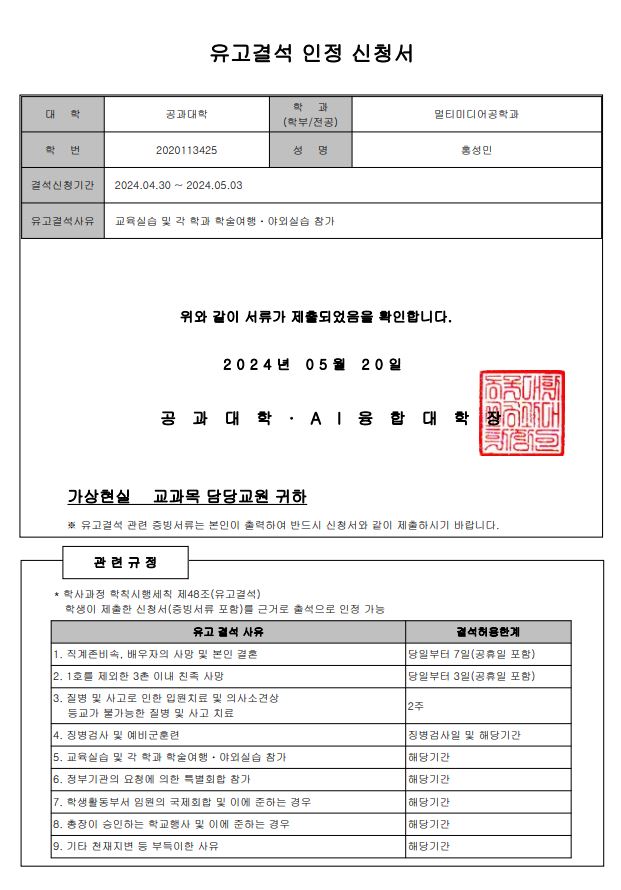 유고결석 인정 신청서
대 학 공과대학 학 과 (학부/전공) 멀티미디어공학과
학 번 2020113425 성 명 홍성민
결석신청기간 2024.04.30 ~ 2024.05.03
유고결석사유 교육실습 및 각 학과 학술여행・야외실습 참가
위와 같이 서류가 제출되었음을 확인합니다.
2024년 05월 20일
공 과 대 학 · A I 융 합 대 학 장
가상현실 교과목 담당교원 귀하
※ 유고결석 관련 증빙서류는 본인이 출력하여 반드시 신청서와 같이 제출하시기 바랍니다.
관 련 규 정
* 학사과정 학칙시행세칙 제48조(유고결석)
학생이 제출한 신청서(증빙서류 포함)를 근거로 출석으로 인정 가능
유고 결석 사유 결석허용한계
1. 직계존비속, 배우자의 사망 및 본인 결혼 당일부터 7일(공휴일 포함)
2. 1호를 제외한 3촌 이내 친족 사망 당일부터 3일(공휴일 포함)
3. 질병 및 사고로 인한 입원치료 및 의사소견상
등교가 불가능한 질병 및 사고 치료 2주
4. 징병검사 및 예비군훈련 징병검사일 및 해당기간
5. 교육실습 및 각 학과 학술여행・야외실습 참가 해당기간
6. 정부기관의 요청에 의한 특별회합 참가 해당기간
7. 학생활동부서 임원의 국제회합 및 이에 준하는 경우 해당기간
8. 총장이 승인하는 학교행사 및 이에 준하는 경우 해당기간
9. 기타 천재지변 등 부득이한 사유 해당기간